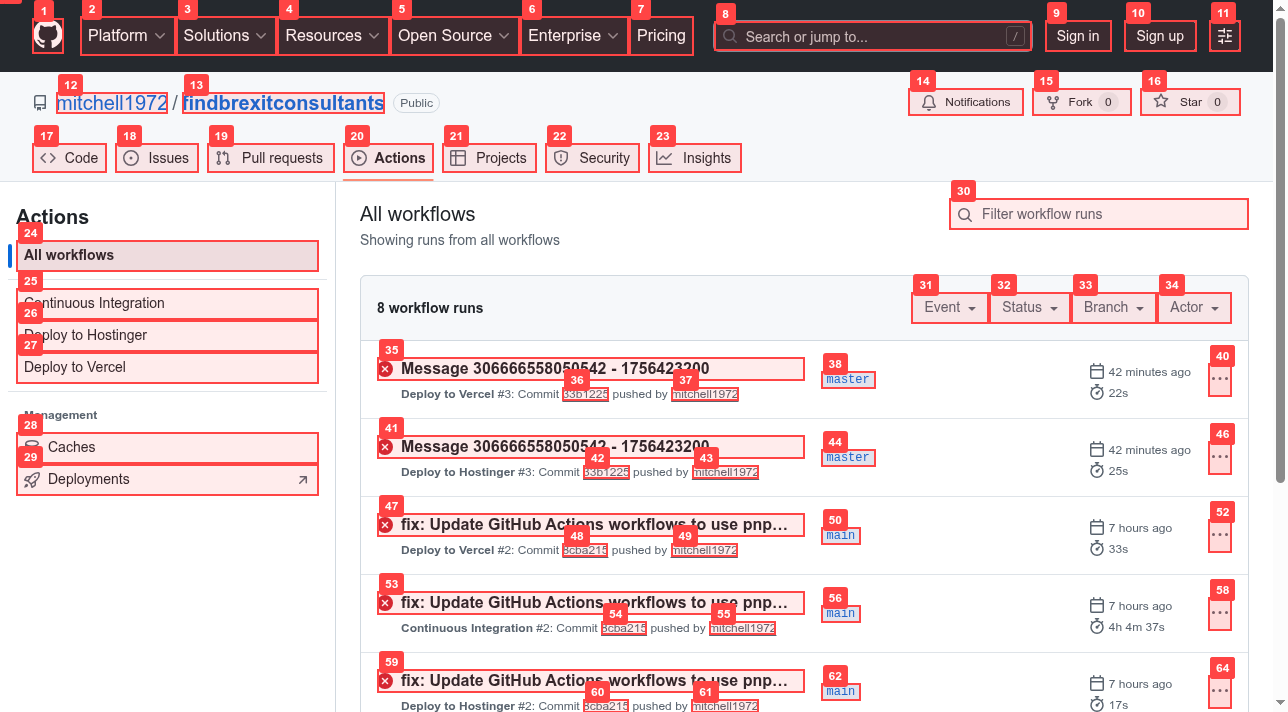 1 2 3 4 5 6 7 8 9 10 11
Platform Solutions Resources Open Source Enterprise Pricing Search or jump to... / Sign in Sign up
12 13 14 15 16
mitchell1972 / findbrexitconsultants Public Notifications Fork 0 Star 0
17 18 19 20 21 22 23
Code Issues Pull requests Actions Projects Security Insights
Actions
24
All workflows
25
Continuous Integration
26
Deploy to Hostinger
27
Deploy to Vercel
Management
28
Caches
29
Deployments
All workflows
Showing runs from all workflows
30
Filter workflow runs
31 32 33 34
8 workflow runs Event Status Branch Actor
35 38 40
Message 306666558050542 - 1756423200 master 42 minutes ago
36 37
Deploy to Vercel #3: Commit 33b1225 pushed by mitchell1972 22s
41 44 46
Message 306666558050542 - 1756423200 master 42 minutes ago
42 43
Deploy to Hostinger #3: Commit 33b1225 pushed by mitchell1972 25s
47 50 52
fix: Update GitHub Actions workflows to use pnp… main 7 hours ago
48 49
Deploy to Vercel #2: Commit 8cba215 pushed by mitchell1972 33s
53 56 58
fix: Update GitHub Actions workflows to use pnp… main 7 hours ago
54 55
Continuous Integration #2: Commit 8cba215 pushed by mitchell1972 4h 4m 37s
59 62 64
fix: Update GitHub Actions workflows to use pnp… main 7 hours ago
60 61
Deploy to Hostinger #2: Commit 8cba215 pushed by mitchell1972 17s